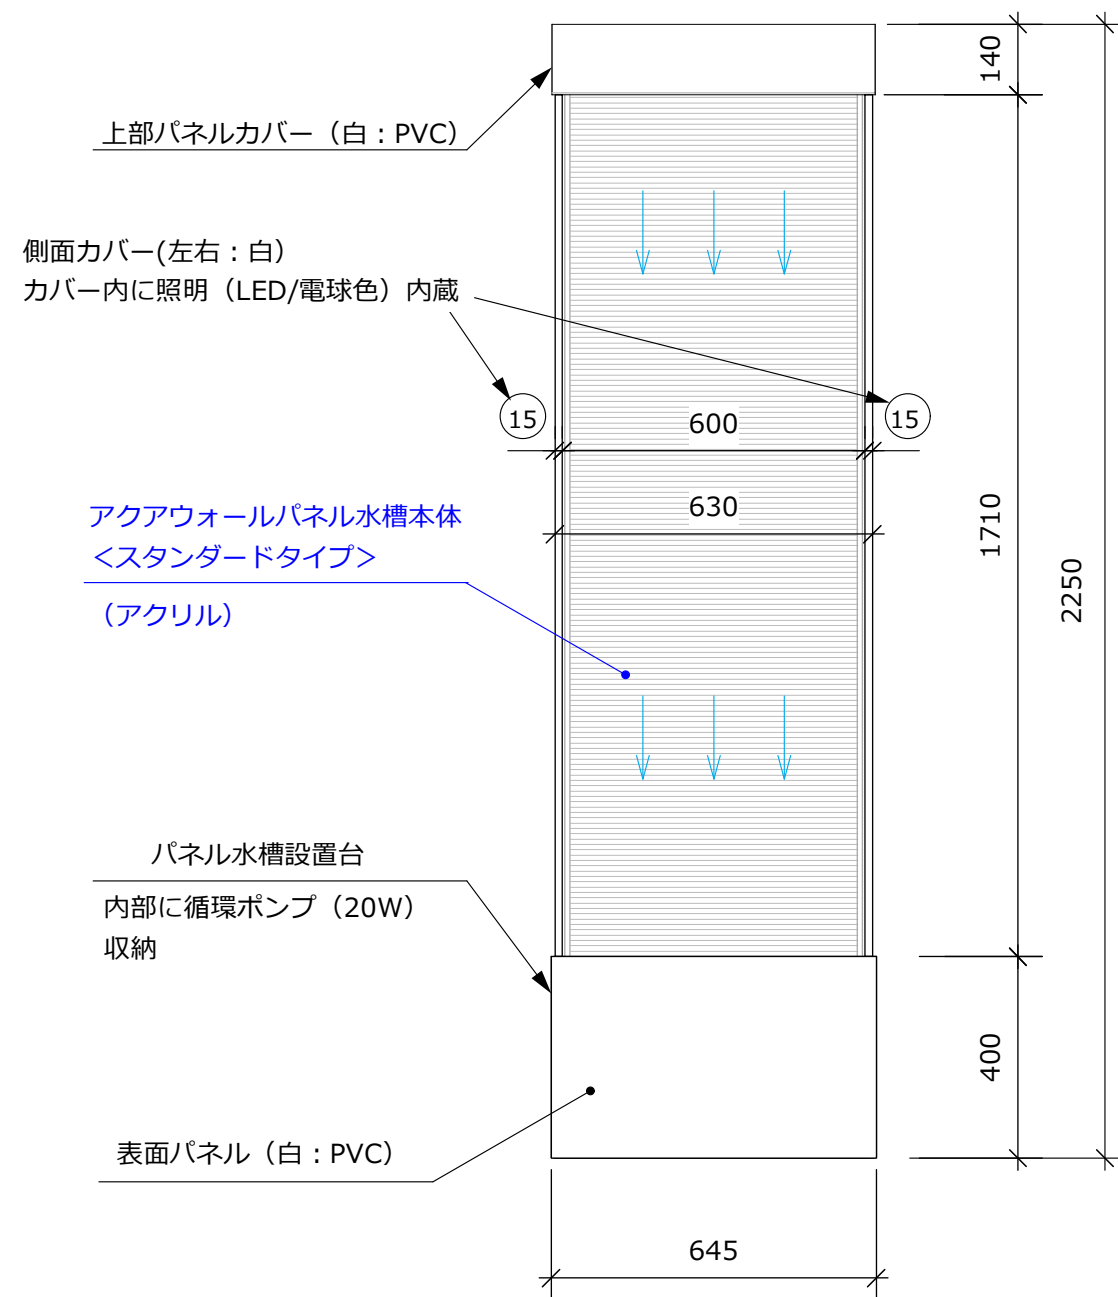 140
上部パネルカバー（白：PVC）
側面カバー(左右：白）
カバー内に照明（LED/電球色）内蔵
15
600
15
アクアウォールパネル水槽本体
＜スタンダードタイプ＞
（アクリル）
630
1710
2250
パネル水槽設置台
内部に循環ポンプ（20W）
収納
400
表面パネル（白：PVC）
645